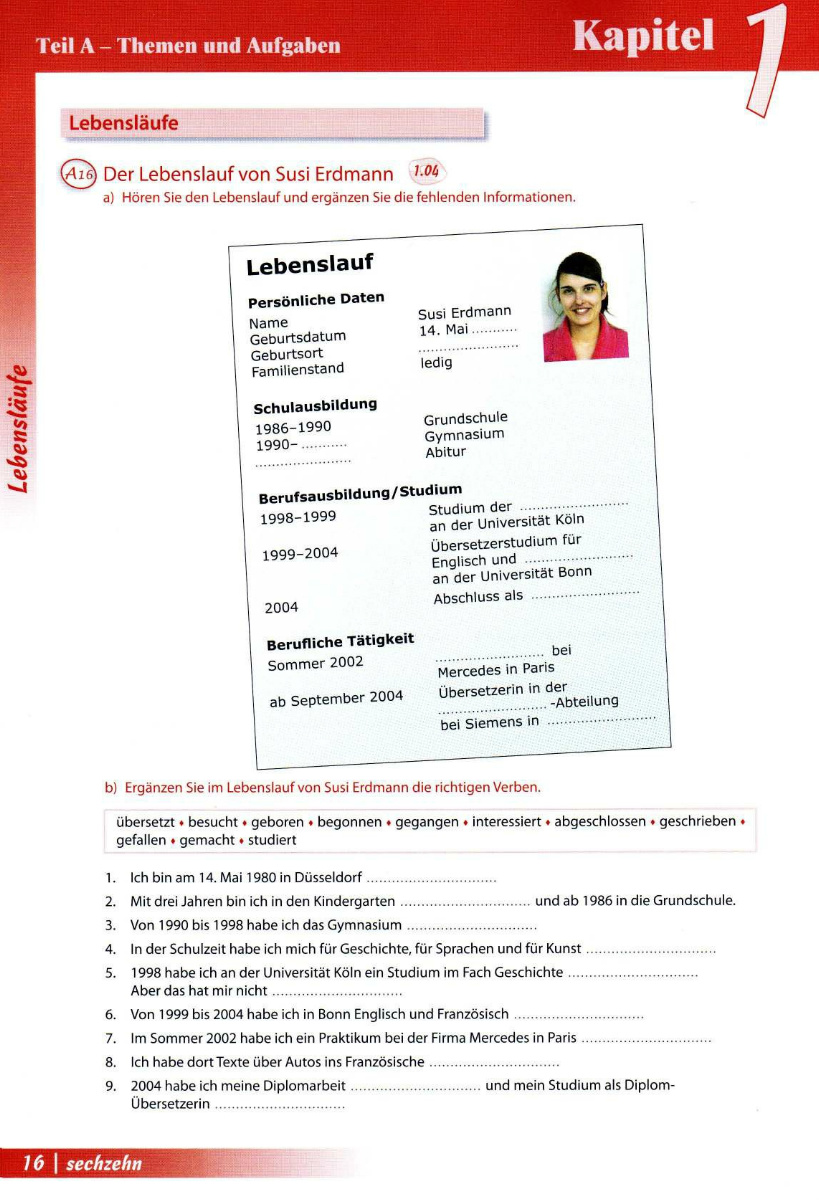 Teil A – Themen und Aufgaben
Kapitel 1
Lebensläufe
Lebensläufe
A16 Der Lebenslauf von Susi Erdmann 1.04
a) Hören Sie den Lebenslauf und ergänzen Sie die fehlenden Informationen.
Lebenslauf
Persönliche Daten
Name Susi Erdmann
Geburtsdatum 14. Mai ...........
Geburtsort ........................
Familienstand ledig
Schulausbildung
1986–1990 Grundschule
1990– ........... Gymnasium
....................... Abitur
Berufsausbildung/Studium
1998–1999 Studium der ..........................
an der Universität Köln
1999–2004 Übersetzerstudium für
Englisch und ..........................
an der Universität Bonn
2004 Abschluss als ..........................
Berufliche Tätigkeit
Sommer 2002 .......................... bei
Mercedes in Paris
ab September 2004 Übersetzerin in der
.......................... -Abteilung
bei Siemens in ..........................
b) Ergänzen Sie im Lebenslauf von Susi Erdmann die richtigen Verben.
übersetzt ♦ besucht ♦ geboren ♦ begonnen ♦ gegangen ♦ interessiert ♦ abgeschlossen ♦ geschrieben ♦
gefallen ♦ gemacht ♦ studiert
1. Ich bin am 14. Mai 1980 in Düsseldorf ...............................
2. Mit drei Jahren bin ich in den Kindergarten ............................... und ab 1986 in die Grundschule.
3. Von 1990 bis 1998 habe ich das Gymnasium ...............................
4. In der Schulzeit habe ich mich für Geschichte, für Sprachen und für Kunst ...............................
5. 1998 habe ich an der Universität Köln ein Studium im Fach Geschichte ...............................
Aber das hat mir nicht ...............................
6. Von 1999 bis 2004 habe ich in Bonn Englisch und Französisch ...............................
7. Im Sommer 2002 habe ich ein Praktikum bei der Firma Mercedes in Paris ...............................
8. Ich habe dort Texte über Autos ins Französische ...............................
9. 2004 habe ich meine Diplomarbeit ............................... und mein Studium als Diplom-
Übersetzerin ...............................
16 | sechzehn